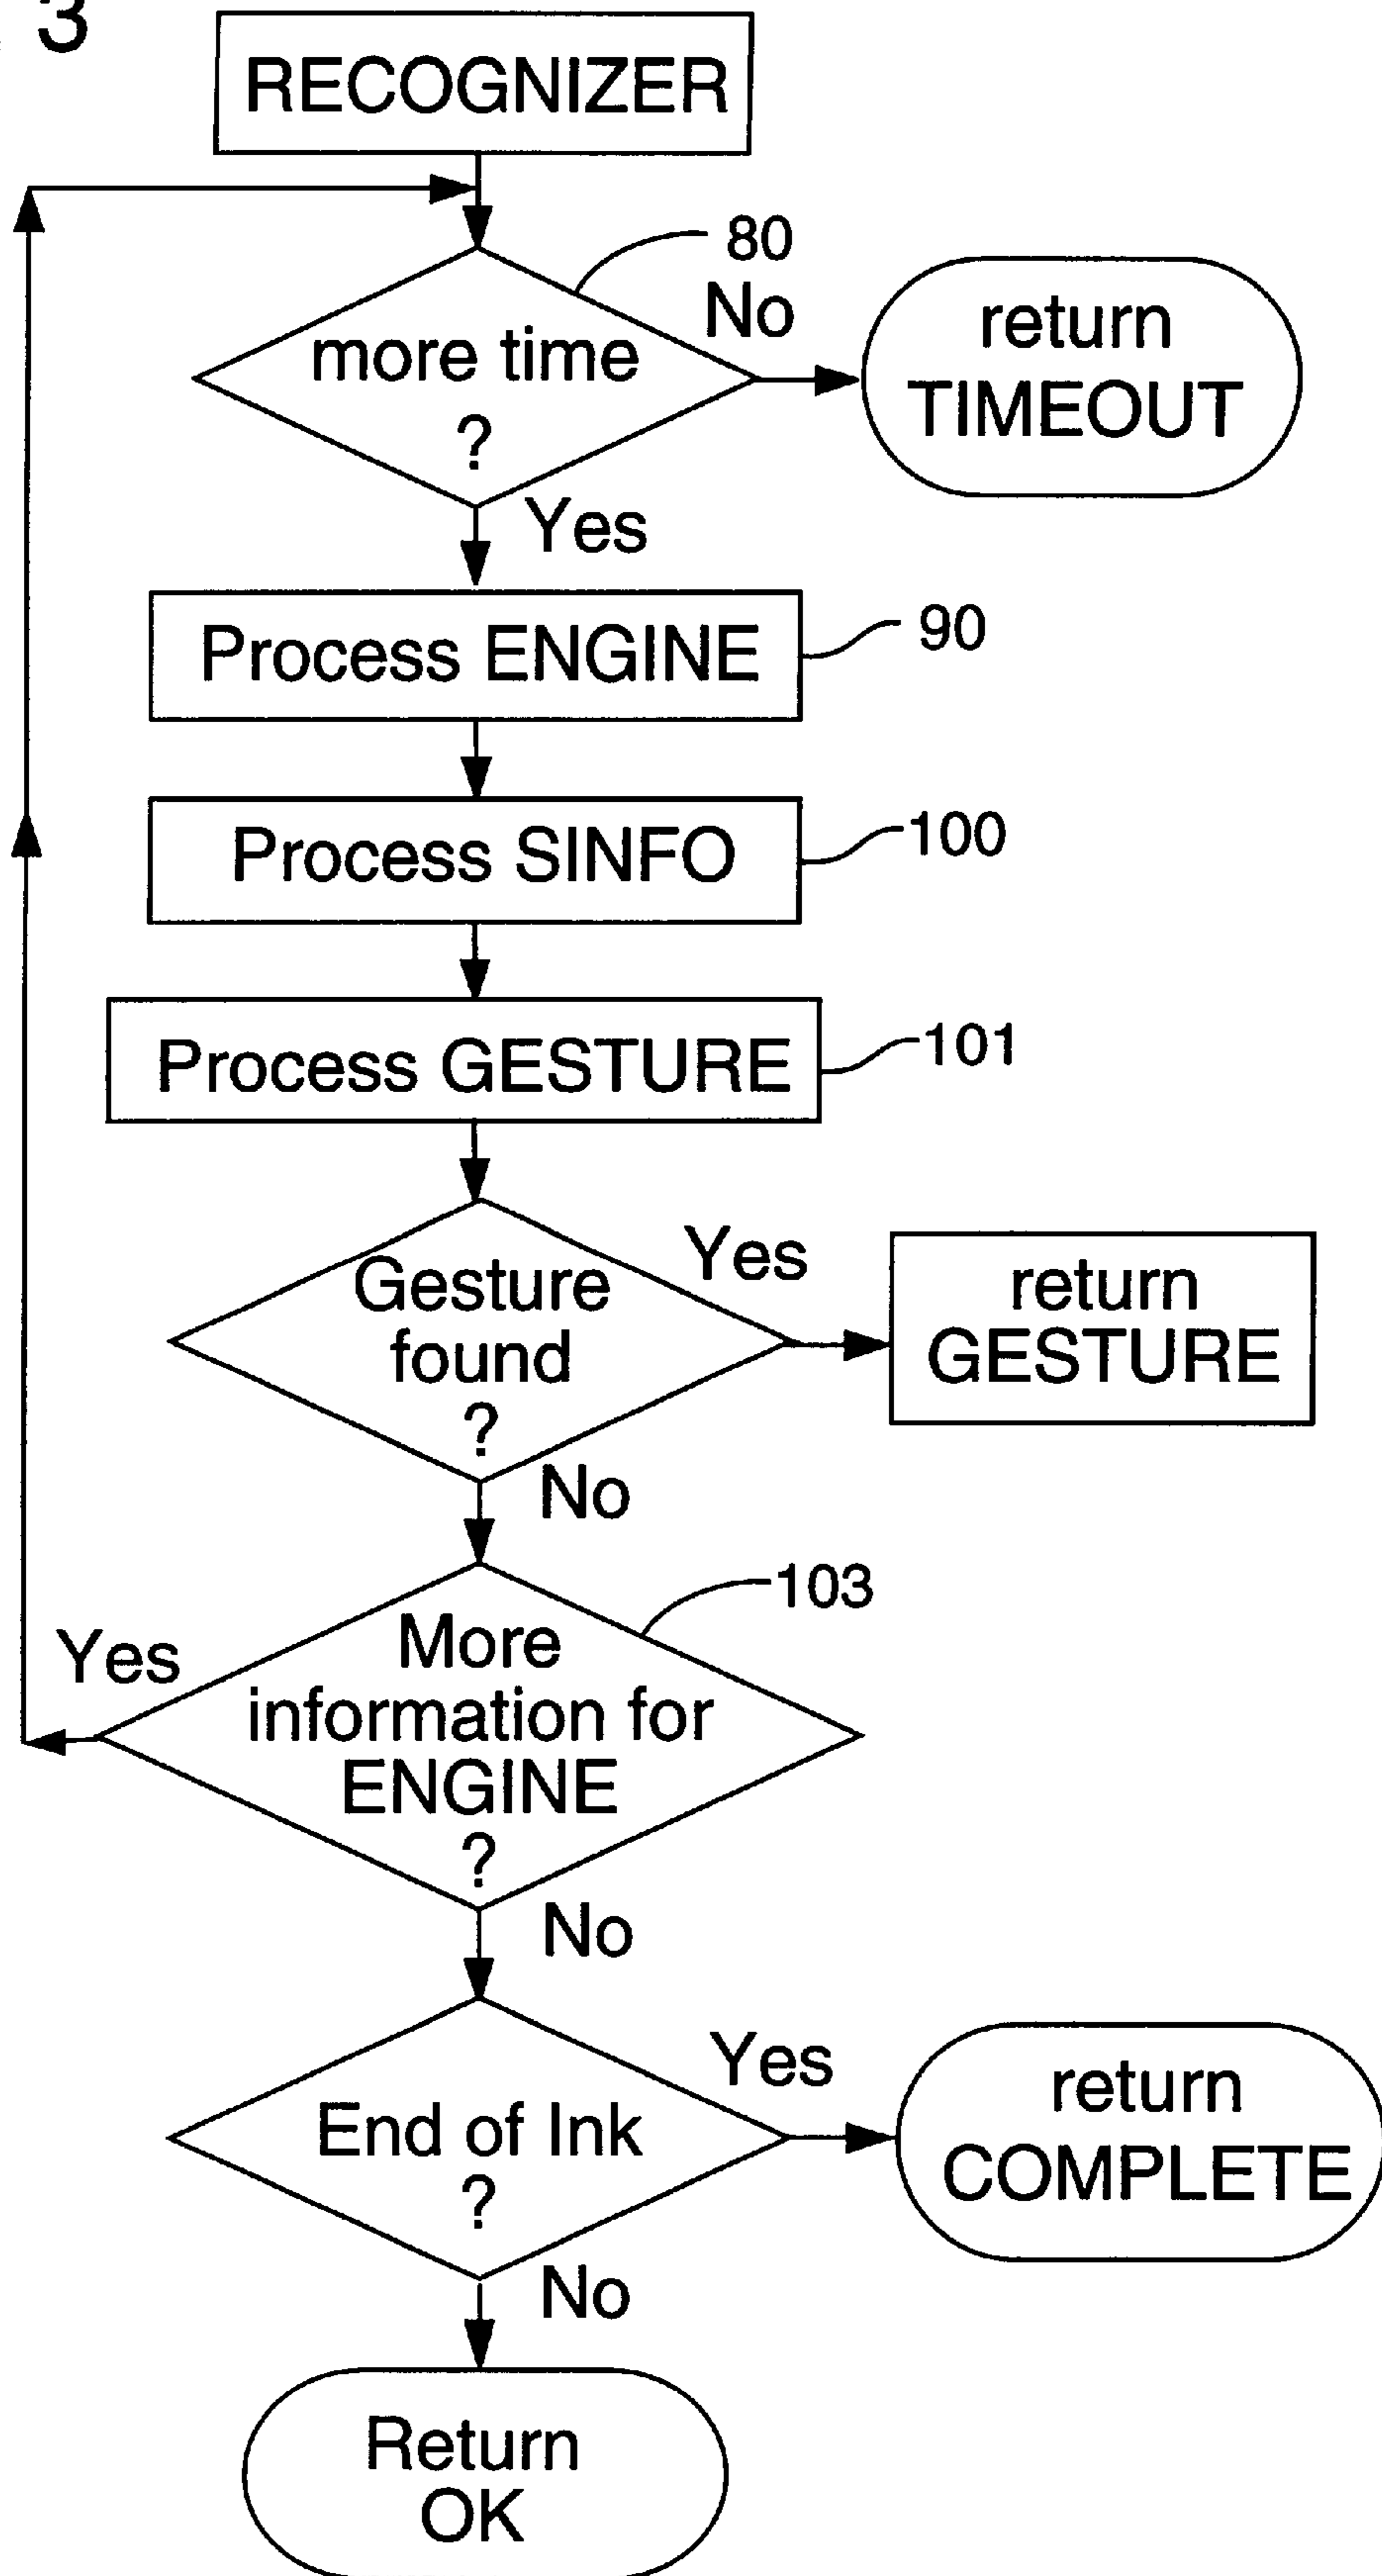 3
RECOGNIZER
80
No
more time
?
return
TIMEOUT
Yes
Process ENGINE
90
Process SINFO
100
Process GESTURE
101
Yes
Gesture
found
?
return
GESTURE
No
103
Yes
More
information for
ENGINE
?
No
Yes
End of Ink
?
return
COMPLETE
No
Return
OK